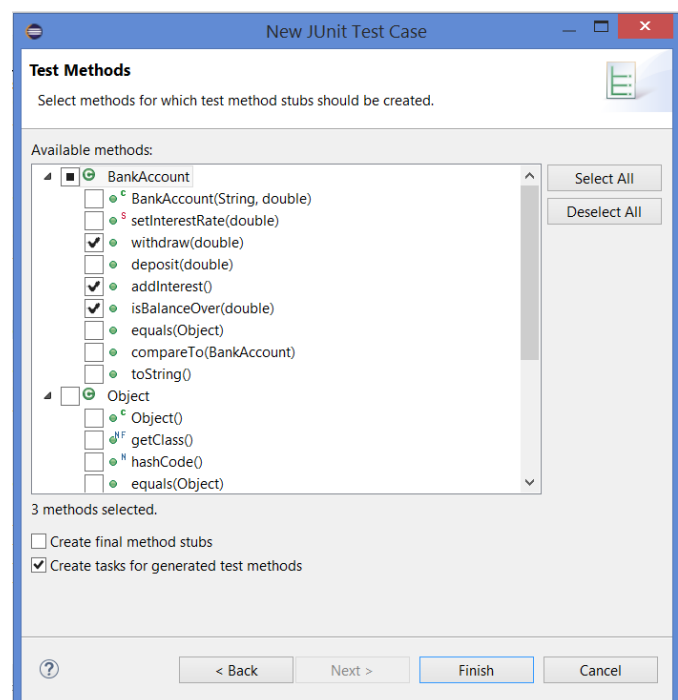 New JUnit Test Case
Test Methods
Select methods for which test method stubs should be created.
Available methods:
BankAccount
Select All
C BankAccount(String, double)
S setInterestRate(double)
Deselect All
withdraw(double)
deposit(double)
addInterest()
isBalanceOver(double)
equals(Object)
compareTo(BankAccount)
toString()
Object
C Object()
N F getClass()
N hashCode()
equals(Object)
3 methods selected.
Create final method stubs
Create tasks for generated test methods
? < Back Next > Finish Cancel